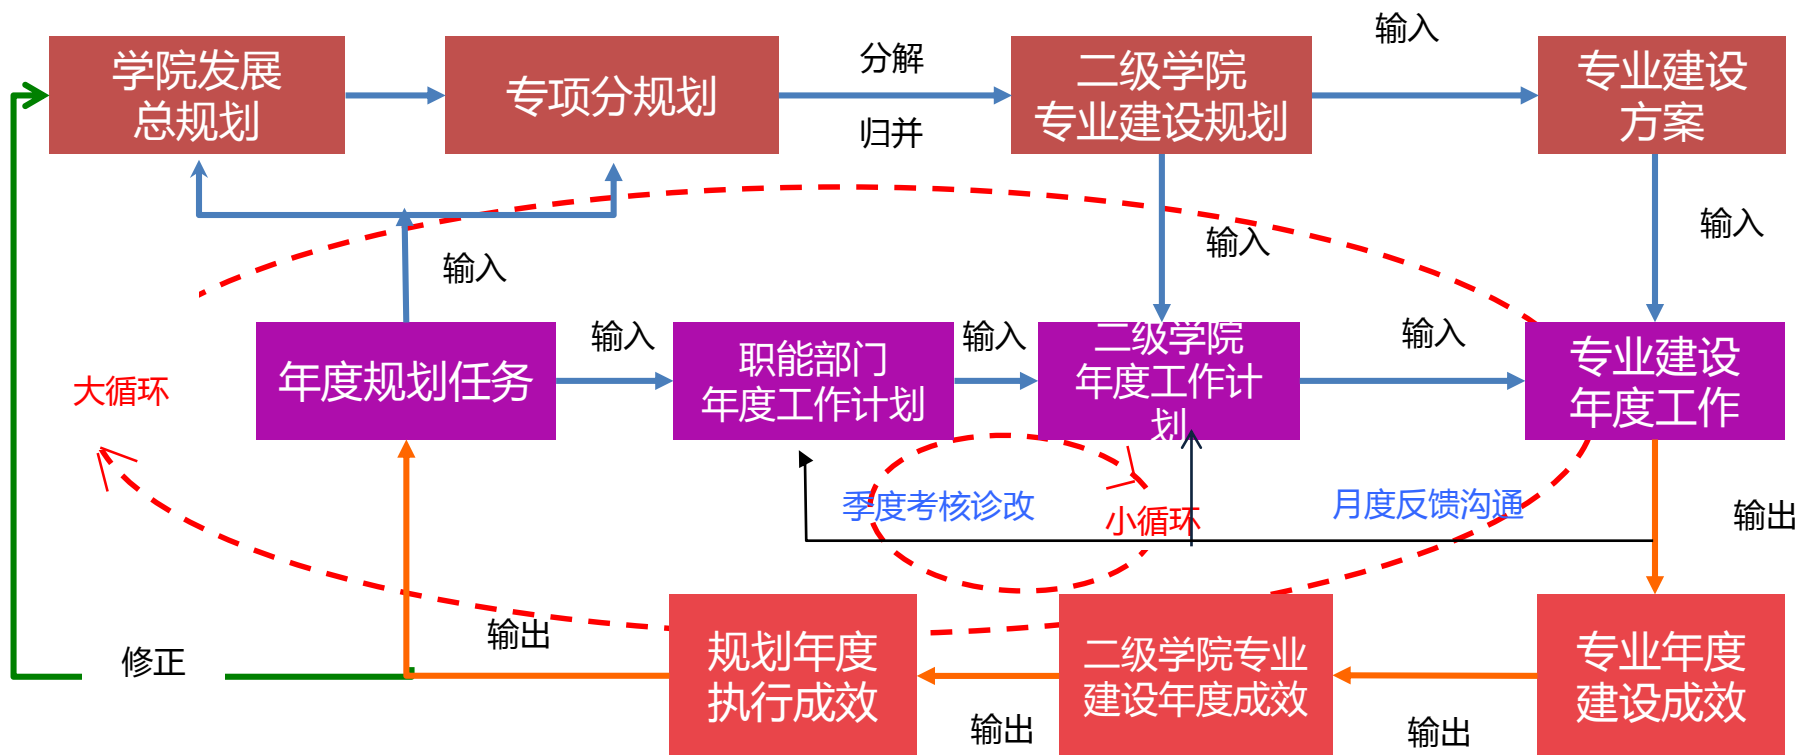 输入
学院发展
总规划
专项分规划
分解
归并
二级学院
专业建设规划
专业建设
方案
输入
输入
输入
大循环
年度规划任务
输入
职能部门
年度工作计划
输入
二级学院
年度工作计
划
输入
专业建设
年度工作
季度考核诊改
小循环
月度反馈沟通
输出
修正
输出
规划年度
执行成效
输出
二级学院专业
建设年度成效
输出
专业年度
建设成效